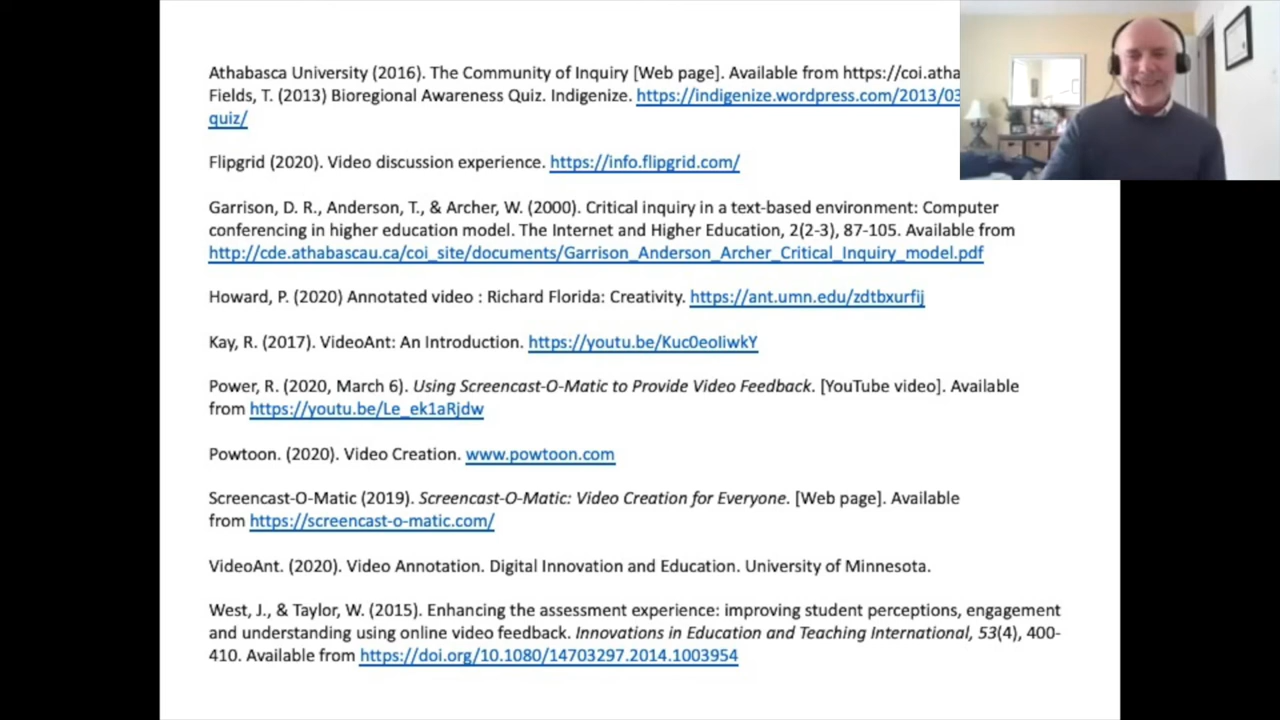 Athabasca University (2016). The Community of Inquiry [Web page]. Available from https://coi.atha
Fields, T. (2013) Bioregional Awareness Quiz. Indigenize. https://indigenize.wordpress.com/2013/03
quiz/
Flipgrid (2020). Video discussion experience. https://info.flipgrid.com/
Garrison, D. R., Anderson, T., & Archer, W. (2000). Critical inquiry in a text-based environment: Computer
conferencing in higher education model. The Internet and Higher Education, 2(2-3), 87-105. Available from
http://cde.athabascau.ca/coi_site/documents/Garrison_Anderson_Archer_Critical_Inquiry_model.pdf
Howard, P. (2020) Annotated video : Richard Florida: Creativity. https://ant.umn.edu/zdtbxurfij
Kay, R. (2017). VideoAnt: An Introduction. https://youtu.be/Kuc0eoIiwkY
Power, R. (2020, March 6). Using Screencast-O-Matic to Provide Video Feedback. [YouTube video]. Available
from https://youtu.be/Le_ek1aRjdw
Powtoon. (2020). Video Creation. www.powtoon.com
Screencast-O-Matic (2019). Screencast-O-Matic: Video Creation for Everyone. [Web page]. Available
from https://screencast-o-matic.com/
VideoAnt. (2020). Video Annotation. Digital Innovation and Education. University of Minnesota.
West, J., & Taylor, W. (2015). Enhancing the assessment experience: improving student perceptions, engagement
and understanding using online video feedback. Innovations in Education and Teaching International, 53(4), 400-
410. Available from https://doi.org/10.1080/14703297.2014.1003954